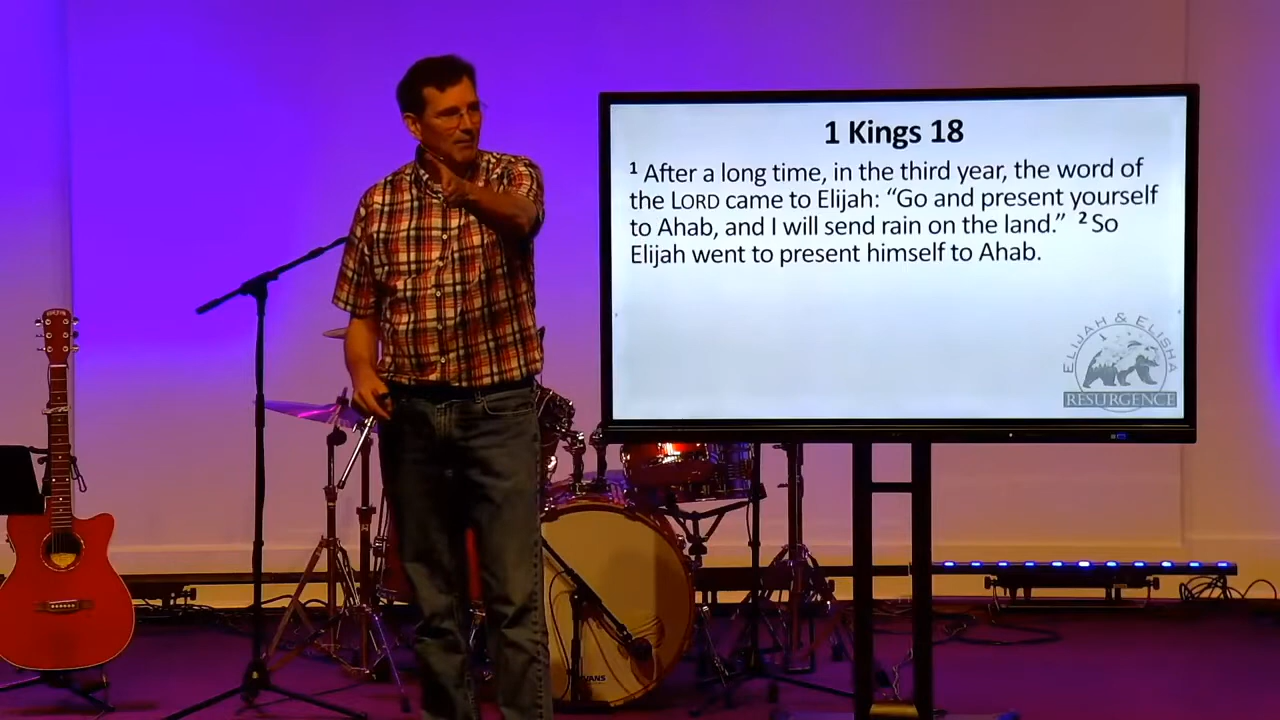 1 Kings 18
1 After a long time, in the third year, the word of
the LORD came to Elijah: “Go and present yourself
to Ahab, and I will send rain on the land.” 2 So
Elijah went to present himself to Ahab.
ELIJAH & ELISHA
RESURGENCE
EVANS